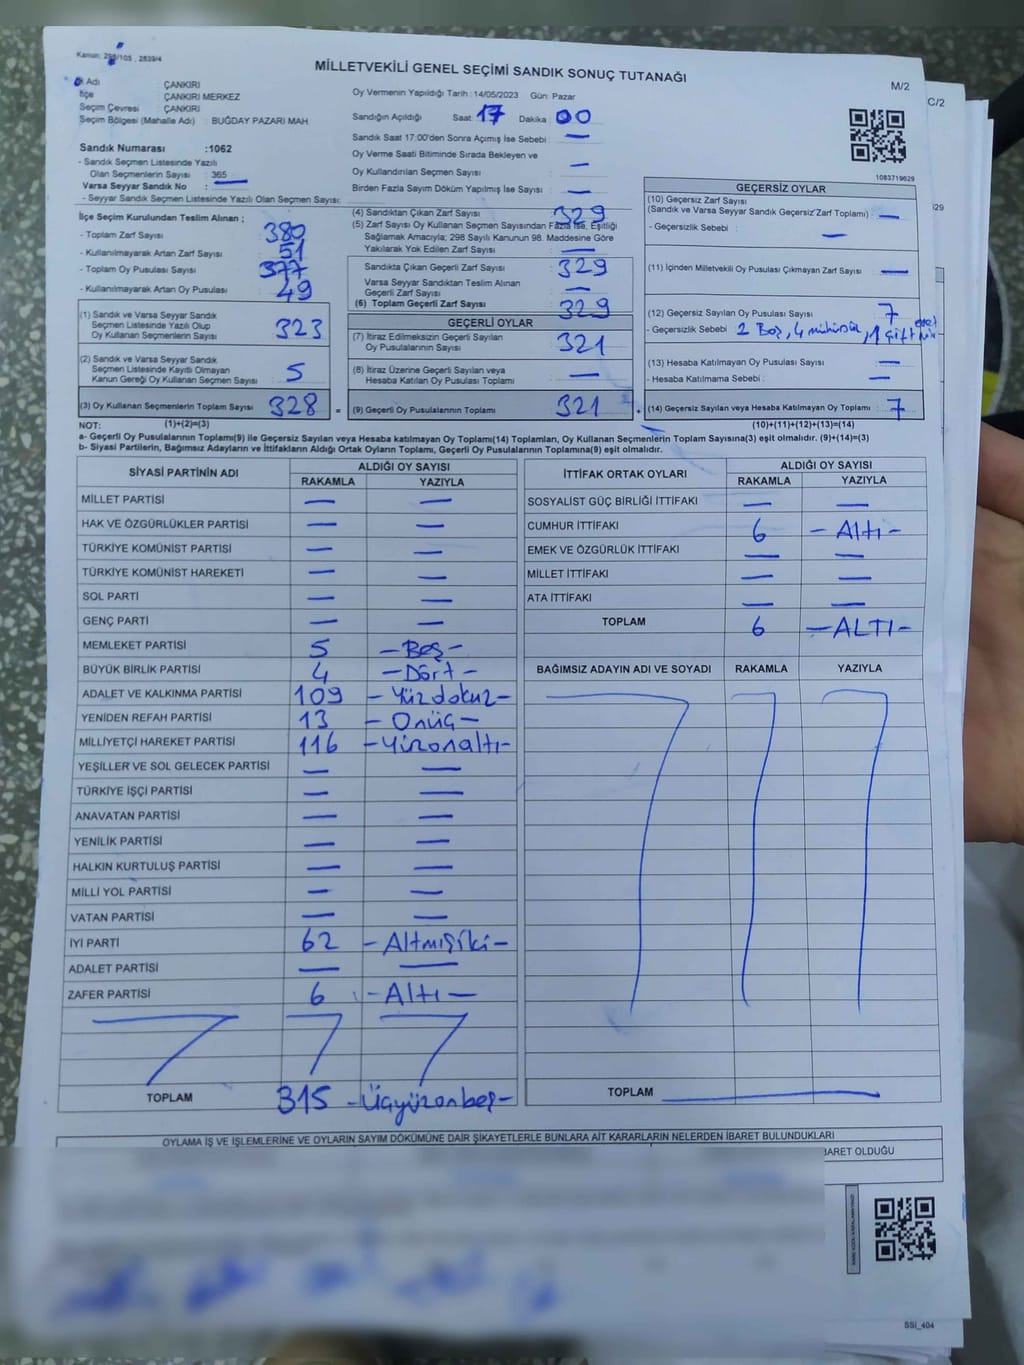 Kanun: 298/105 , 2839/4
MİLLETVEKİLİ GENEL SEÇİMİ SANDIK SONUÇ TUTANAĞI
M/2
C/2
İl Adı : ÇANKIRI
İlçe : ÇANKIRI MERKEZ
Seçim Çevresi : ÇANKIRI
Seçim Bölgesi (Mahalle Adı) : BUĞDAY PAZARI MAH.
Sandık Numarası :1062
- Sandık Seçmen Listesinde Yazılı
Olan Seçmenlerin Sayısı : 365
Varsa Seyyar Sandık No : —
- Seyyar Sandık Seçmen Listesinde Yazılı Olan Seçmen Sayısı:
Oy Vermenin Yapıldığı Tarih :14/05/2023 Gün: Pazar
Sandığın Açıldığı Saat: 17 Dakika: 00
Sandık Saat 17:00'den Sonra Açımış İse Sebebi : —
Oy Verme Saati Bitiminde Sırada Bekleyen ve
Oy Kullandırılan Seçmen Sayısı : —
Birden Fazla Sayım Döküm Yapılmış İse Sayısı : —
1083719629
İlçe Seçim Kurulundan Teslim Alınan ;
- Toplam Zarf Sayısı : 380
- Kullanılmayarak Artan Zarf Sayısı : 51
- Toplam Oy Pusulası Sayısı : 377
- Kullanılmayarak Artan Oy Pusulası : 49
(1) Sandık ve Varsa Seyyar Sandık
Seçmen Listesinde Yazılı Olup
Oy Kullanan Seçmenlerin Sayısı : 323
(2) Sandık ve Varsa Seyyar Sandık
Seçmen Listesinde Kayıtlı Olmayan
Kanun Gereği Oy Kullanan Seçmen Sayısı : 5
(3) Oy Kullanan Seçmenlerin Toplam Sayısı : 328
(4) Sandıktan Çıkan Zarf Sayısı : 329
(5) Zarf Sayısı Oy Kullanan Seçmen Sayısından Fazla İse, Eşitliği
Sağlamak Amacıyla; 298 Sayılı Kanunun 98. Maddesine Göre
Yakılarak Yok Edilen Zarf Sayısı : —
Sandıkta Çıkan Geçerli Zarf Sayısı : 329
Varsa Seyyar Sandıktan Teslim Alınan
Geçerli Zarf Sayısı : —
(6) Toplam Geçerli Zarf Sayısı : 329
GEÇERLİ OYLAR
(7) İtiraz Edilmeksizin Geçerli Sayılan
Oy Pusulalarının Sayısı : 321
(8) İtiraz Üzerine Geçerli Sayılan veya
Hesaba Katılan Oy Pusulası Toplamı : —
= (9) Geçerli Oy Pusulalarının Toplamı : 321 +
GEÇERSİZ OYLAR
(10) Geçersiz Zarf Sayısı
(Sandık ve Varsa Seyyar Sandık Geçersiz Zarf Toplamı) : —
- Geçersizlik Sebebi : —
(11) İçinden Milletvekili Oy Pusulası Çıkmayan Zarf Sayısı : —
(12) Geçersiz Sayılan Oy Pusulası Sayısı : 7
- Geçersizlik Sebebi : 2 Boş, 4 mühürsüz, 1 çift
(13) Hesaba Katılmayan Oy Pusulası Sayısı : —
- Hesaba Katılmama Sebebi : —
(14) Geçersiz Sayılan veya Hesaba Katılmayan Oy Toplamı : 7
NOT: (1)+(2)=(3) (10)+(11)+(12)+(13)=(14)
a- Geçerli Oy Pusulalarının Toplamı(9) ile Geçersiz Sayılan veya Hesaba katılmayan Oy Toplamı(14) Toplamları, Oy Kullanan Seçmenlerin Toplam Sayısına(3) eşit olmalıdır. (9)+(14)=(3)
b- Siyasi Partilerin, Bağımsız Adayların ve İttifakların Aldığı Ortak Oyların Toplamı, Geçerli Oy Pusulalarının Toplamına(9) eşit olmalıdır.
SİYASİ PARTİNİN ADI ALDIĞI OY SAYISI
RAKAMLA YAZIYLA
MİLLET PARTİSİ — —
HAK VE ÖZGÜRLÜKLER PARTİSİ — —
TÜRKİYE KOMÜNİST PARTİSİ — —
TÜRKİYE KOMÜNİST HAREKETİ — —
SOL PARTİ — —
GENÇ PARTİ — —
MEMLEKET PARTİSİ 5 -Beş-
BÜYÜK BİRLİK PARTİSİ 4 -Dört-
ADALET VE KALKINMA PARTİSİ 109 -Yüzdokuz-
YENİDEN REFAH PARTİSİ 13 -Onüç-
MİLLİYETÇİ HAREKET PARTİSİ 116 -Yüzonaltı-
YEŞİLLER VE SOL GELECEK PARTİSİ — —
TÜRKİYE İŞÇİ PARTİSİ — —
ANAVATAN PARTİSİ — —
YENİLİK PARTİSİ — —
HALKIN KURTULUŞ PARTİSİ — —
MİLLİ YOL PARTİSİ — —
VATAN PARTİSİ — —
İYİ PARTİ 62 -Altmışiki-
ADALET PARTİSİ — —
ZAFER PARTİSİ 6 -Altı-
TOPLAM 315 -Üçyüzonbeş-
İTTİFAK ORTAK OYLARI ALDIĞI OY SAYISI
RAKAMLA YAZIYLA
SOSYALİST GÜÇ BİRLİĞİ İTTİFAKI — —
CUMHUR İTTİFAKI 6 -Altı-
EMEK VE ÖZGÜRLÜK İTTİFAKI — —
MİLLET İTTİFAKI — —
ATA İTTİFAKI — —
TOPLAM 6 -ALTI-
BAĞIMSIZ ADAYIN ADI VE SOYADI RAKAMLA YAZIYLA
TOPLAM —
OYLAMA İŞ VE İŞLEMLERİNE VE OYLARIN SAYIM DÖKÜMÜNE DAİR ŞİKAYETLERLE BUNLARA AİT KARARLARIN NELERDEN İBARET BULUNDUKLARI
BARET OLDUĞU
SSİ_404